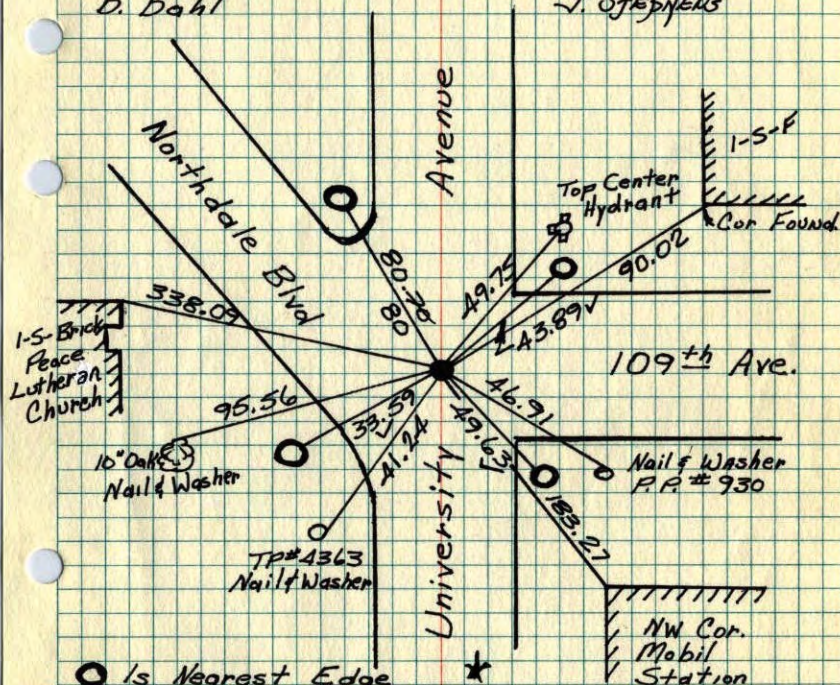 D. Dahl
J. Stephens
Northdale Blvd
Avenue
1-S-F
Top Center
Hydrant
Cor Found
80.70
80
49.75
90.02
43.89 ✓
338.09
1-S-Brick
Peace
Lutheran
Church
109th Ave.
95.56
33.59 ✓
46.91
49.63
41.24
10" Oak
Nail & Washer
Nail & Washer
P.P. # 930
183.27
TP#4363
Nail & Washer
University
NW Cor.
Mobil
Station
O Is Nearest Edge